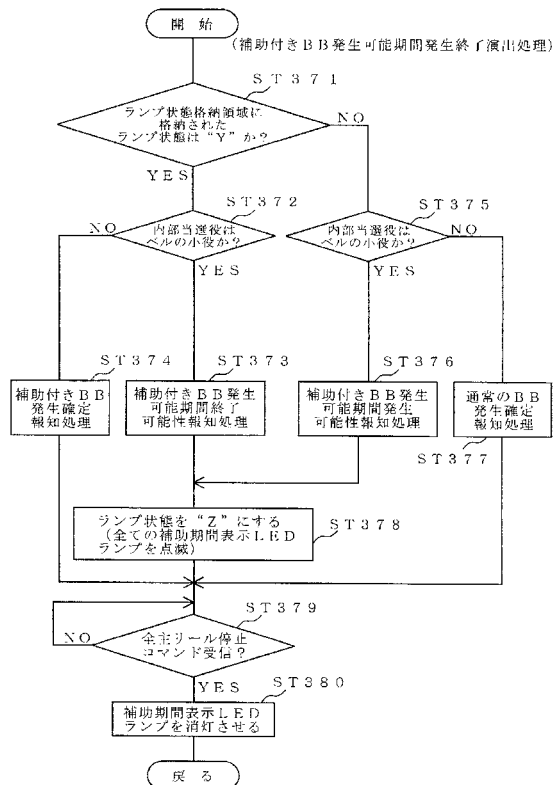 開 始
(補助付きBB発生可能期間発生終了演出処理)
ST371
ランプ状態格納領域に
格納された
ランプ状態は“Y”か?
NO
YES
ST372
内部当選役は
ベルの小役か?
NO
YES
ST375
内部当選役は
ベルの小役か?
NO
YES
ST374
補助付きBB
発生確定
報知処理
ST373
補助付きBB発生
可能期間終了
可能性報知処理
ST376
補助付きBB発生
可能期間発生
可能性報知処理
通常のBB
発生確定
報知処理
ST377
ランプ状態を“Z”にする
(全ての補助期間表示LED
ランプを点滅)
ST378
ST379
全主リール停止
コマンド受信?
NO
YES
ST380
補助期間表示LED
ランプを消灯させる
戻 る